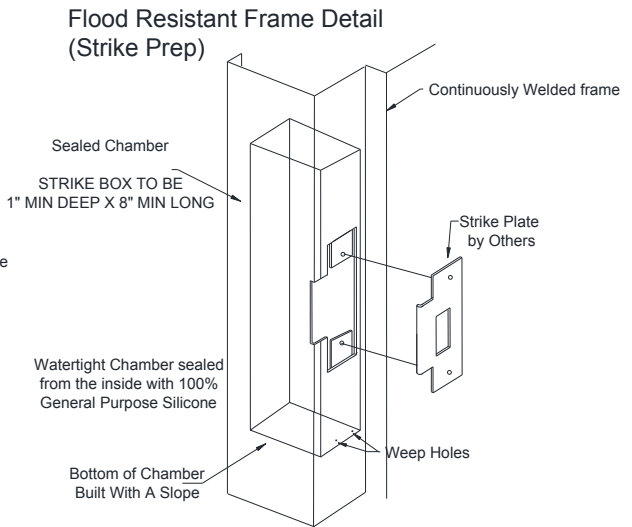 Flood Resistant Frame Detail
(Strike Prep)
Continuously Welded frame
Sealed Chamber
STRIKE BOX TO BE
1" MIN DEEP X 8" MIN LONG
Strike Plate
by Others
e
Watertight Chamber sealed
from the inside with 100%
General Purpose Silicone
Weep Holes
Bottom of Chamber
Built With A Slope